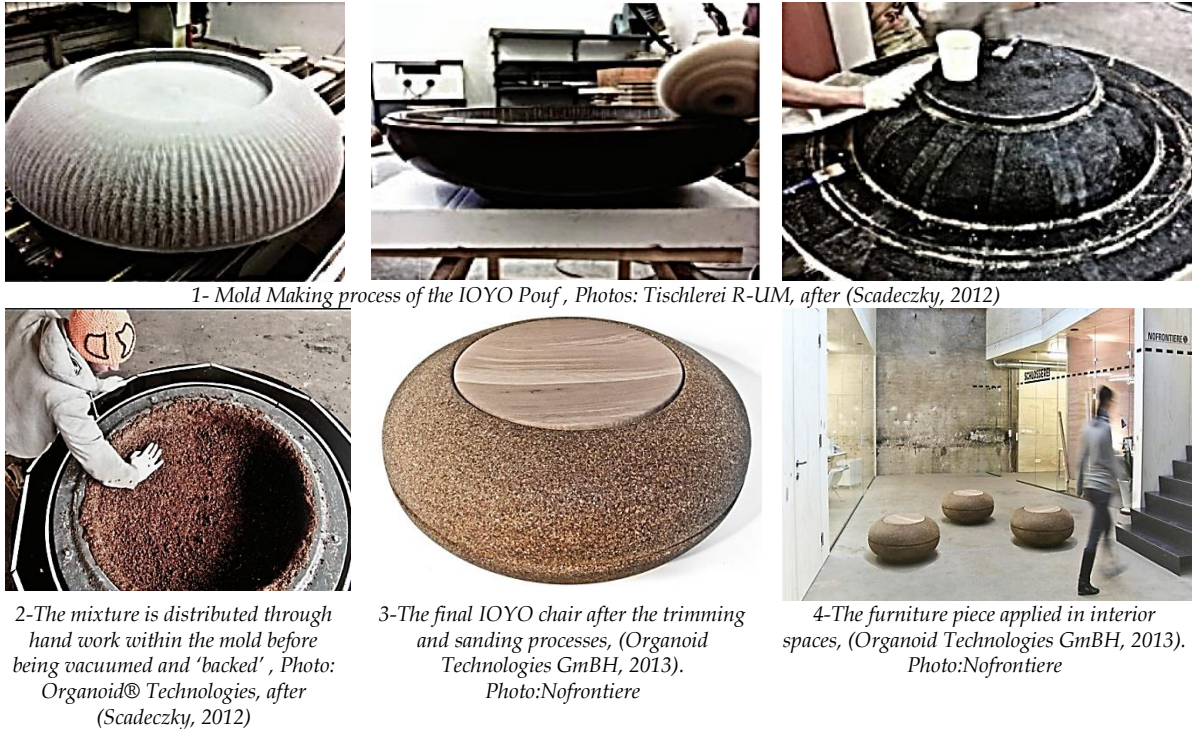 1- Mold Making process of the IOYO Pouf , Photos: Tischlerei R-UM, after (Scadeczky, 2012)
NOFRONTIERE
2-The mixture is distributed through
hand work within the mold before
being vacuumed and ‘backed’ , Photo:
Organoid® Technologies, after
(Scadeczky, 2012)
3-The final IOYO chair after the trimming
and sanding processes, (Organoid
Technologies GmBH, 2013).
Photo:Nofrontiere
4-The furniture piece applied in interior
spaces, (Organoid Technologies GmBH, 2013).
Photo:Nofrontiere